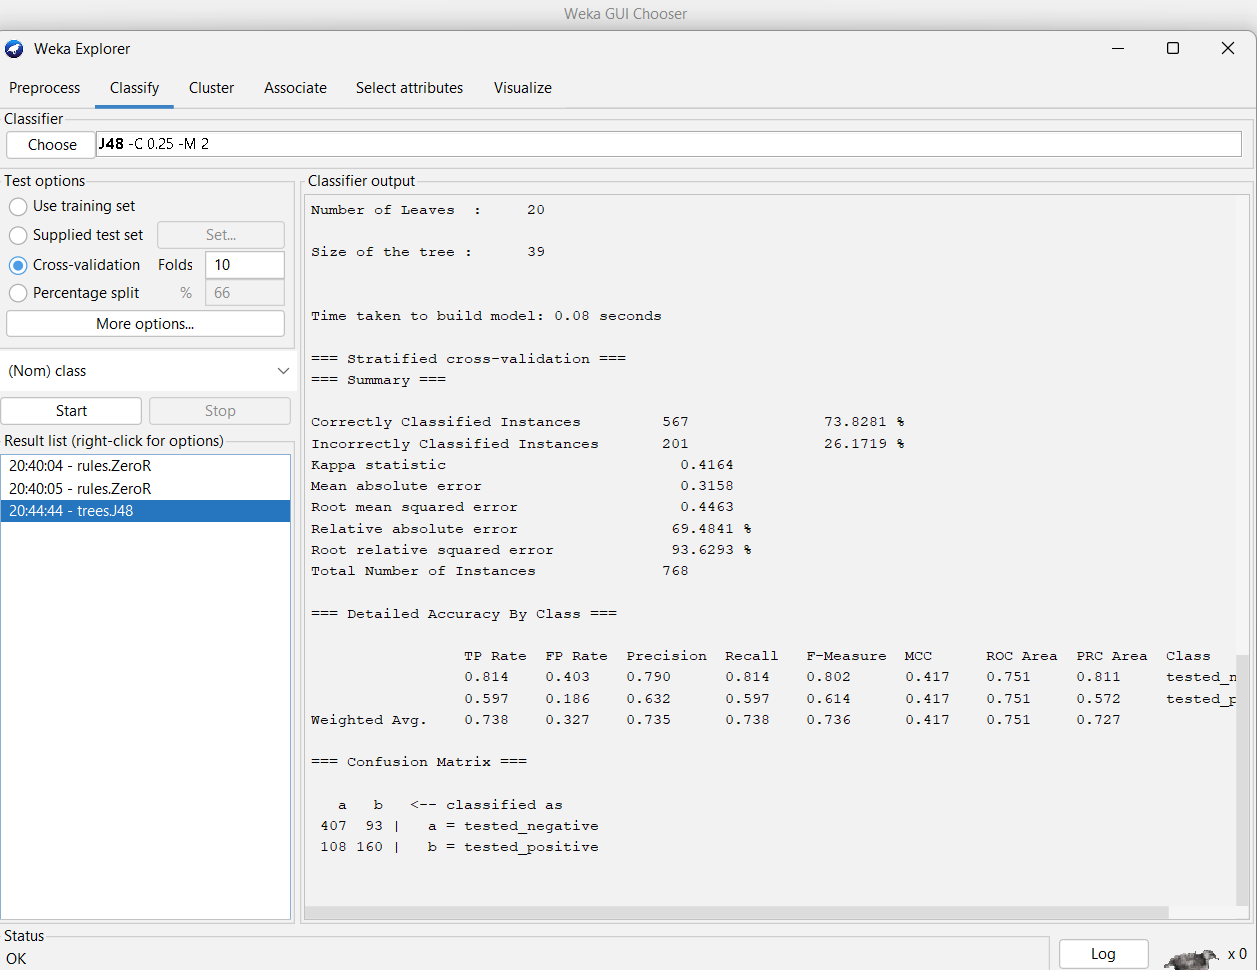 Weka GUI Chooser
Weka Explorer
Preprocess Classify Cluster Associate Select attributes Visualize
Classifier
Choose J48 -C 0.25 -M 2
Test options
Use training set
Supplied test set Set...
Cross-validation Folds 10
Percentage split % 66
More options...
(Nom) class
Start Stop
Result list (right-click for options)
20:40:04 - rules.ZeroR
20:40:05 - rules.ZeroR
20:44:44 - trees.J48
Classifier output
Number of Leaves : 20
Size of the tree : 39
Time taken to build model: 0.08 seconds
=== Stratified cross-validation ===
=== Summary ===
Correctly Classified Instances 567 73.8281 %
Incorrectly Classified Instances 201 26.1719 %
Kappa statistic 0.4164
Mean absolute error 0.3158
Root mean squared error 0.4463
Relative absolute error 69.4841 %
Root relative squared error 93.6293 %
Total Number of Instances 768
=== Detailed Accuracy By Class ===
TP Rate FP Rate Precision Recall F-Measure MCC ROC Area PRC Area Class
0.814 0.403 0.790 0.814 0.802 0.417 0.751 0.811 tested_n
0.597 0.186 0.632 0.597 0.614 0.417 0.751 0.572 tested_p
Weighted Avg. 0.738 0.327 0.735 0.738 0.736 0.417 0.751 0.727
=== Confusion Matrix ===
a b <-- classified as
407 93 | a = tested_negative
108 160 | b = tested_positive
Status
OK
Log x 0